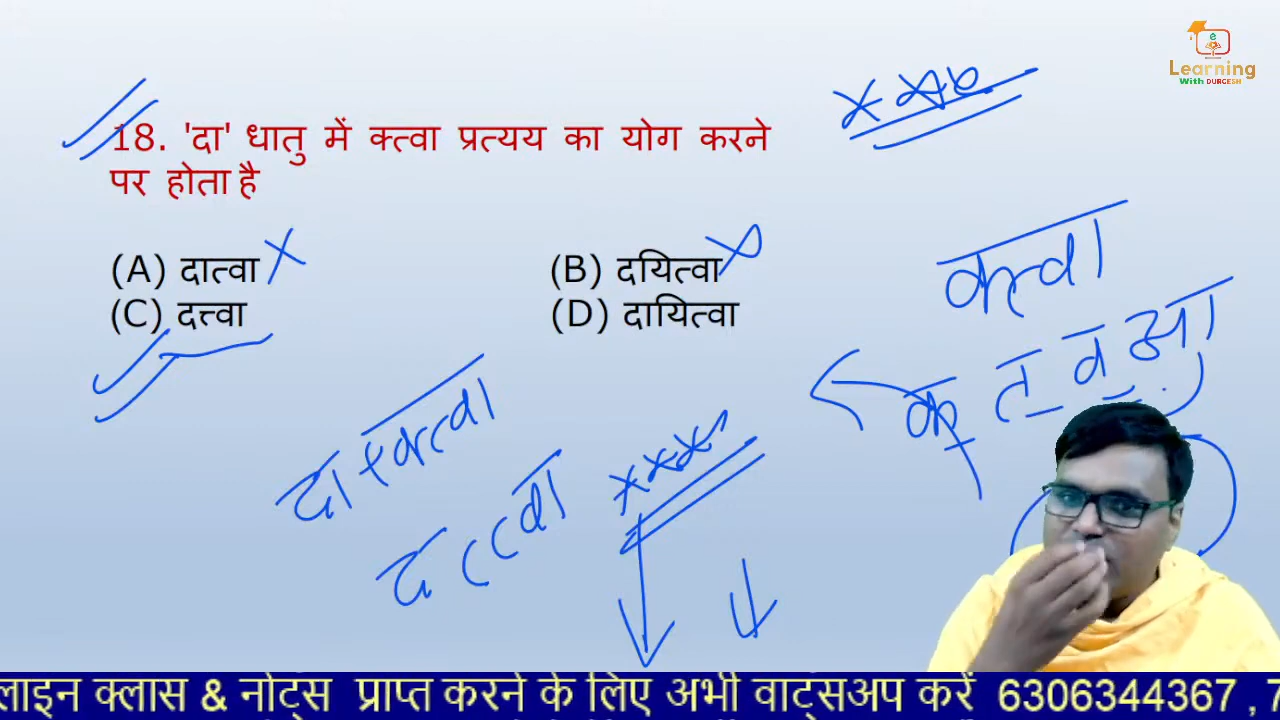 e
Learning
With DURGESH
18. 'दा' धातु में क्त्वा प्रत्यय का योग करने
पर होता है
(A) दात्वा
(B) दयित्वा
(C) दत्त्वा
(D) दायित्वा
क्त्वा
क् त् व् आ
दा + क्त्वा
लाइन क्लास & नोट्स प्राप्त करने के लिए अभी वाट्सअप करें 6306344367 ,7